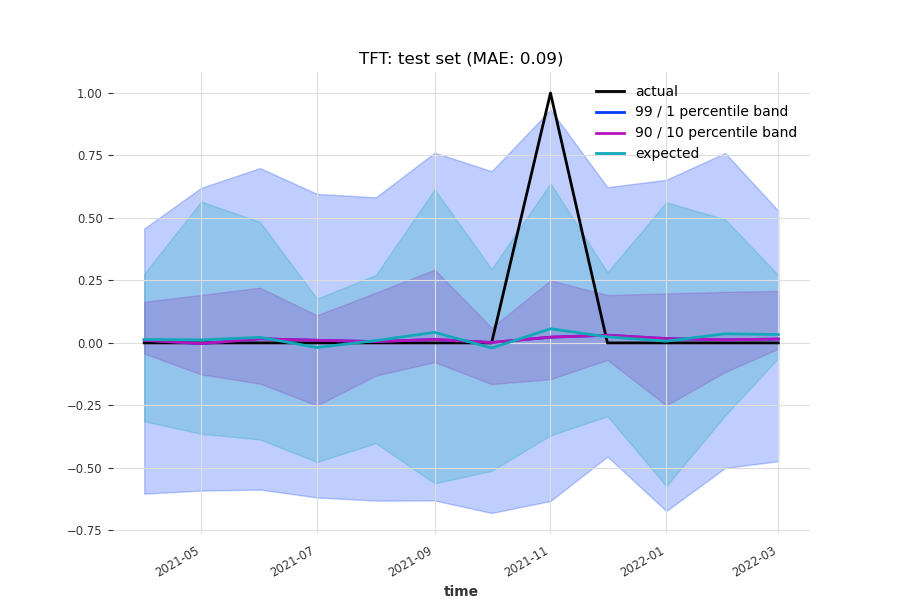 TFT: test set (MAE: 0.09)
actual
99 / 1 percentile band
90 / 10 percentile band
expected
1.00
0.75
0.50
0.25
0.00
−0.25
−0.50
−0.75
2021-05
2021-07
2021-09
2021-11
2022-01
2022-03
time